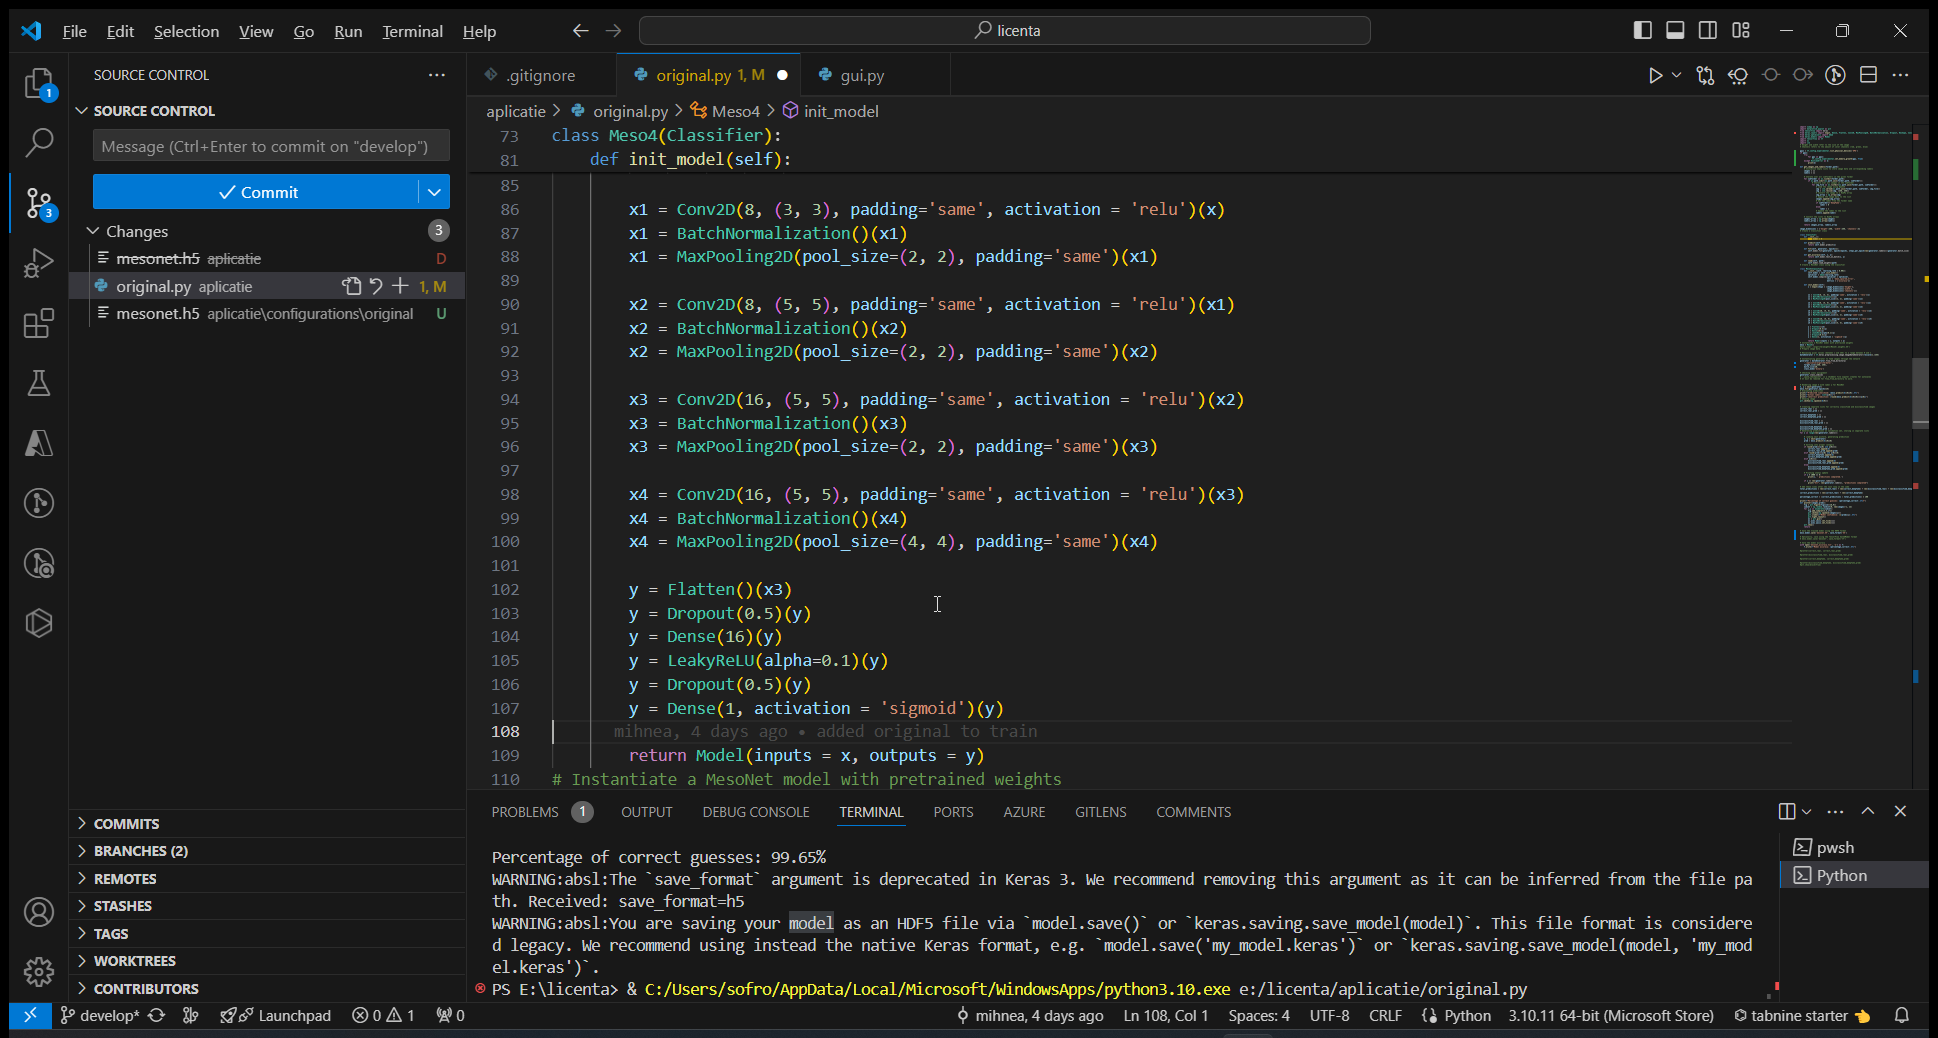 File Edit Selection View Go Run Terminal Help
licenta
SOURCE CONTROL
SOURCE CONTROL
Message (Ctrl+Enter to commit on "develop")
Commit
Changes 3
mesonet.h5 aplicatie D
original.py aplicatie 1, M
mesonet.h5 aplicatie\configurations\original U
COMMITS
BRANCHES (2)
REMOTES
STASHES
TAGS
WORKTREES
CONTRIBUTORS
1
3
.gitignore original.py 1, M gui.py
aplicatie > original.py > Meso4 > init_model
73 class Meso4(Classifier):
81 def init_model(self):
85
86 x1 = Conv2D(8, (3, 3), padding='same', activation = 'relu')(x)
87 x1 = BatchNormalization()(x1)
88 x1 = MaxPooling2D(pool_size=(2, 2), padding='same')(x1)
89
90 x2 = Conv2D(8, (5, 5), padding='same', activation = 'relu')(x1)
91 x2 = BatchNormalization()(x2)
92 x2 = MaxPooling2D(pool_size=(2, 2), padding='same')(x2)
93
94 x3 = Conv2D(16, (5, 5), padding='same', activation = 'relu')(x2)
95 x3 = BatchNormalization()(x3)
96 x3 = MaxPooling2D(pool_size=(2, 2), padding='same')(x3)
97
98 x4 = Conv2D(16, (5, 5), padding='same', activation = 'relu')(x3)
99 x4 = BatchNormalization()(x4)
100 x4 = MaxPooling2D(pool_size=(4, 4), padding='same')(x4)
101
102 y = Flatten()(x3)
103 y = Dropout(0.5)(y)
104 y = Dense(16)(y)
105 y = LeakyReLU(alpha=0.1)(y)
106 y = Dropout(0.5)(y)
107 y = Dense(1, activation = 'sigmoid')(y)
108 mihnea, 4 days ago • added original to train
109 return Model(inputs = x, outputs = y)
110 # Instantiate a MesoNet model with pretrained weights
PROBLEMS 1 OUTPUT DEBUG CONSOLE TERMINAL PORTS AZURE GITLENS COMMENTS
Percentage of correct guesses: 99.65%
WARNING:absl:The `save_format` argument is deprecated in Keras 3. We recommend removing this argument as it can be inferred from the file pa
th. Received: save_format=h5
WARNING:absl:You are saving your model as an HDF5 file via `model.save()` or `keras.saving.save_model(model)`. This file format is considere
d legacy. We recommend using instead the native Keras format, e.g. `model.save('my_model.keras')` or `keras.saving.save_model(model, 'my_mod
el.keras')`.
PS E:\licenta> & C:/Users/sofro/AppData/Local/Microsoft/WindowsApps/python3.10.exe e:/licenta/aplicatie/original.py
pwsh
Python
develop* Launchpad 0 1 0 mihnea, 4 days ago Ln 108, Col 1 Spaces: 4 UTF-8 CRLF Python 3.10.11 64-bit (Microsoft Store) tabnine starter